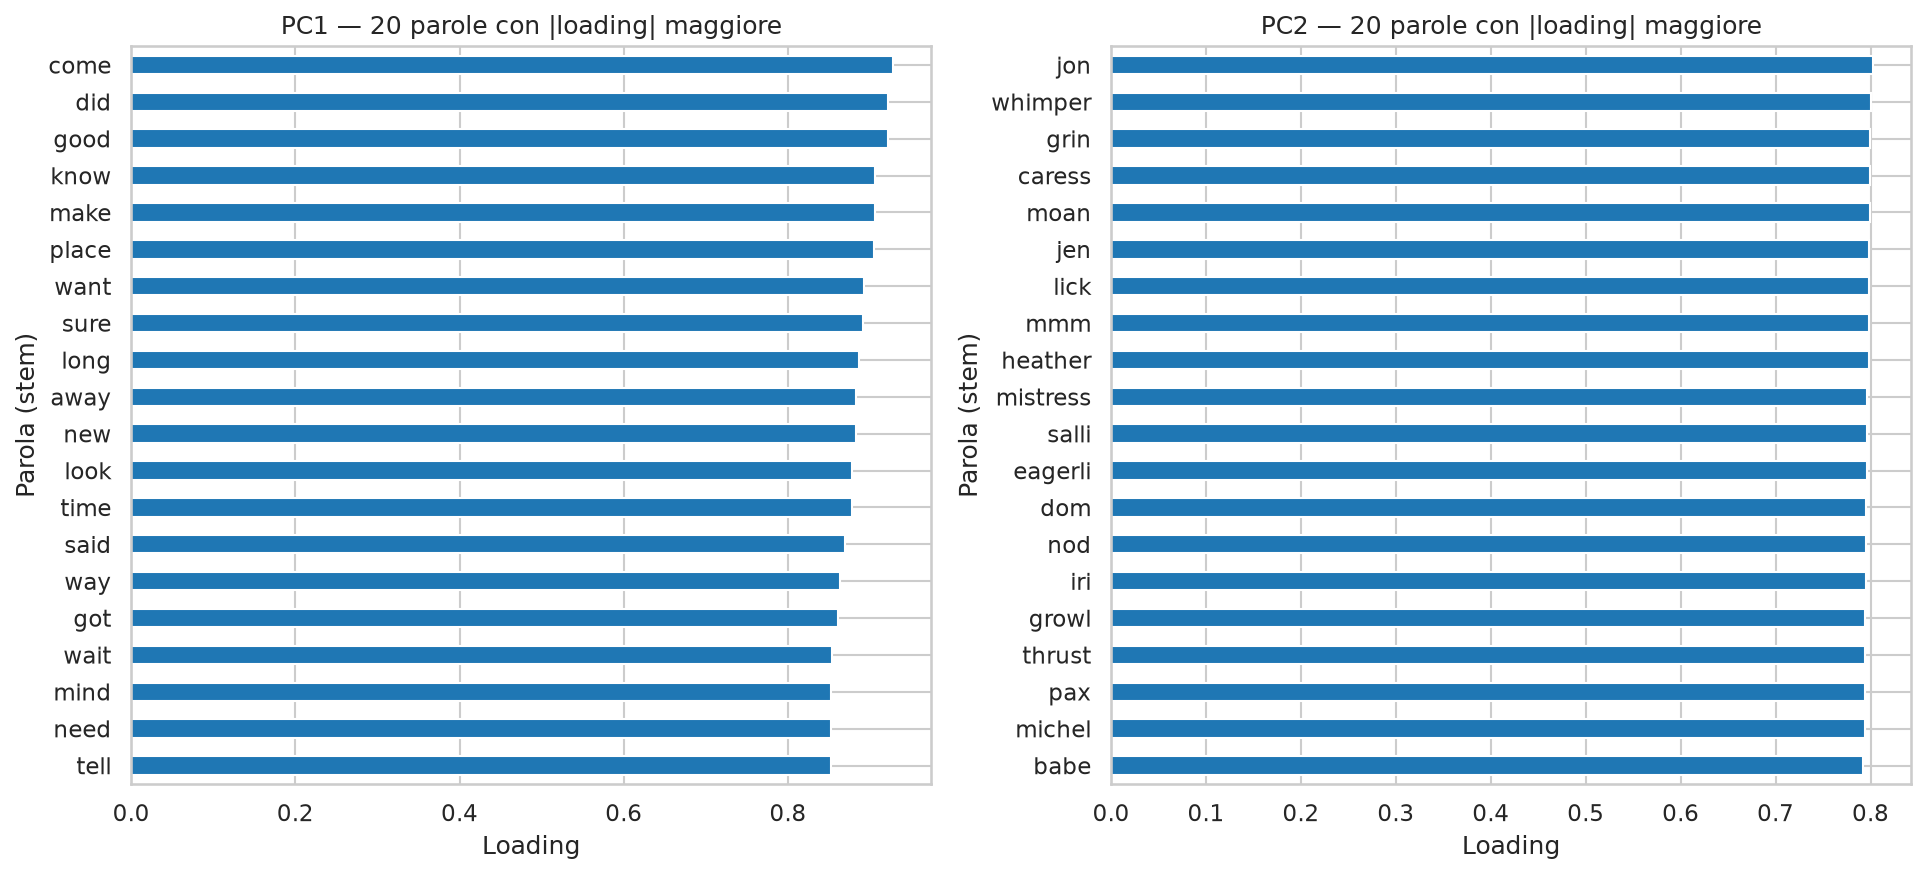 PC1 — 20 parole con |loading| maggiore
come
did
good
know
make
place
want
sure
long
away
new
look
time
said
way
got
wait
mind
need
tell
Parola (stem)
0.0 0.2 0.4 0.6 0.8
Loading
PC2 — 20 parole con |loading| maggiore
jon
whimper
grin
caress
moan
jen
lick
mmm
heather
mistress
salli
eagerli
dom
nod
iri
growl
thrust
pax
michel
babe
Parola (stem)
0.0 0.1 0.2 0.3 0.4 0.5 0.6 0.7 0.8
Loading